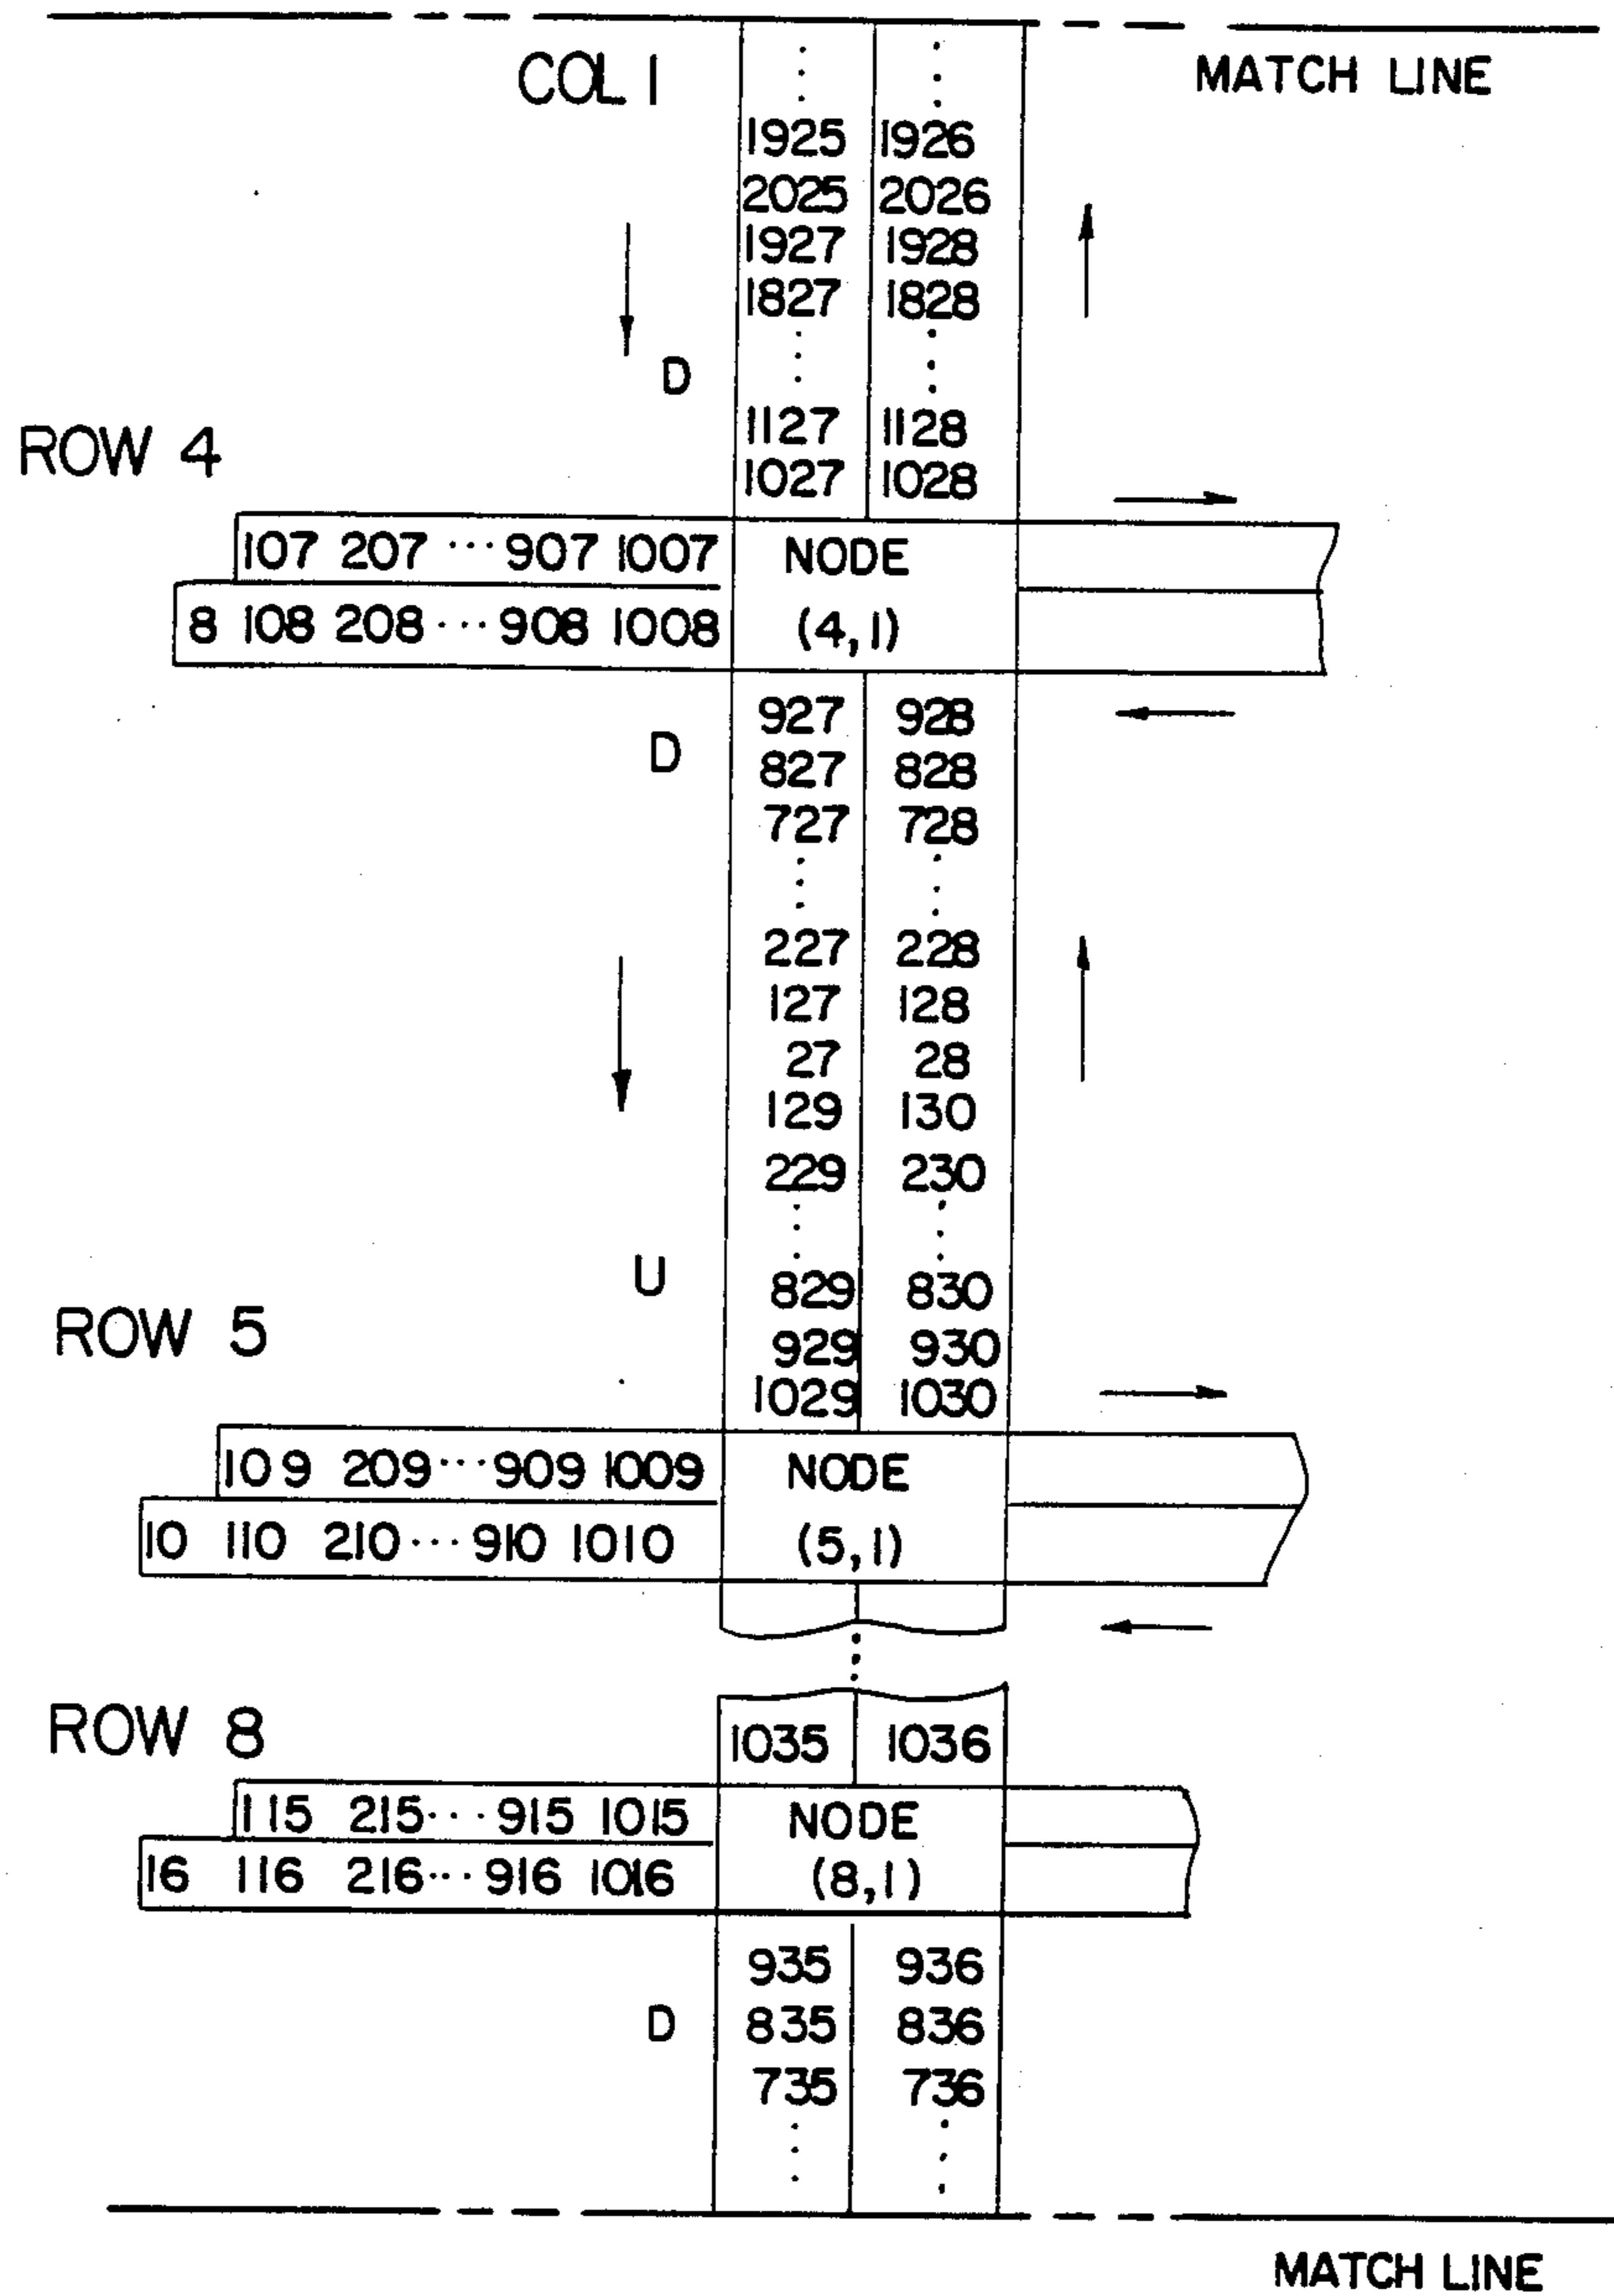 COL 1
MATCH LINE
1925 1926
2025 2026
1927 1928
1827 1828
D
1127 1128
ROW 4
1027 1028
107 207 ··· 907 1007 NODE
8 108 208 ··· 908 1008 (4,1)
927 928
D
827 828
727 728
227 228
127 128
27 28
129 130
229 230
U
829 830
ROW 5
929 930
1029 1030
109 209 ··· 909 1009 NODE
10 110 210 ··· 910 1010 (5,1)
ROW 8
1035 1036
115 215 ··· 915 1015 NODE
16 116 216 ··· 916 1016 (8,1)
935 936
D
835 836
735 736
MATCH LINE